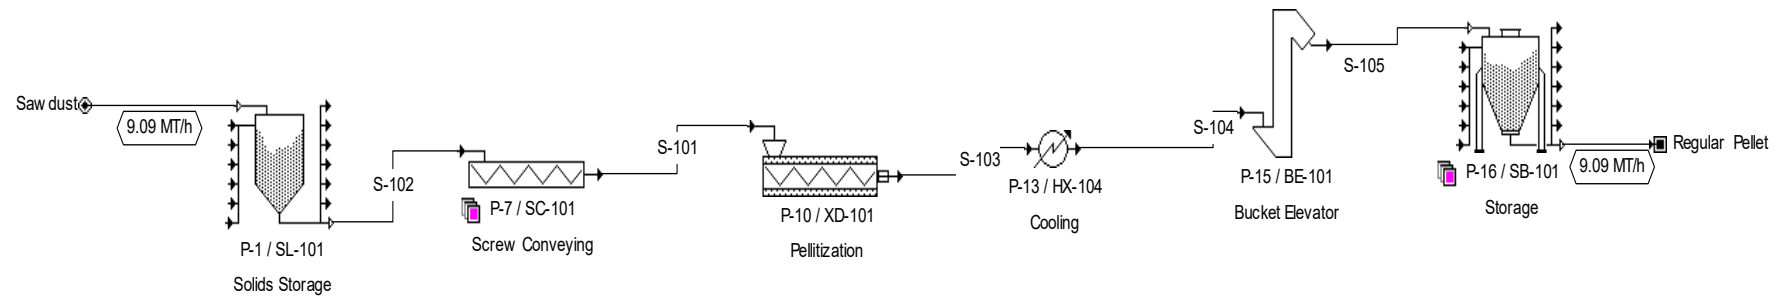 Saw dust
9.09 MT/h
P-1 / SL-101
Solids Storage
S-102
P-7 / SC-101
Screw Conveying
S-101
P-10 / XD-101
Pellitization
S-103
P-13 / HX-104
Cooling
S-104
P-15 / BE-101
Bucket Elevator
S-105
P-16 / SB-101
Storage
9.09 MT/h
Regular Pellet